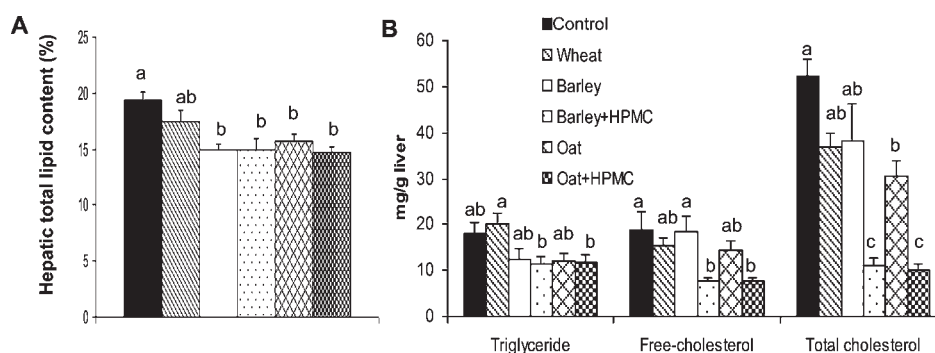 A
Hepatic total lipid content (%)
25
20
15
10
5
0
a
ab
b
b
b
b
B
mg/g liver
60
50
40
30
20
10
0
Control
Wheat
Barley
Barley+HPMC
Oat
Oat+HPMC
ab
a
ab
b
ab
b
a
ab
a
b
ab
b
a
ab
ab
c
b
c
Triglyceride
Free-cholesterol
Total cholesterol